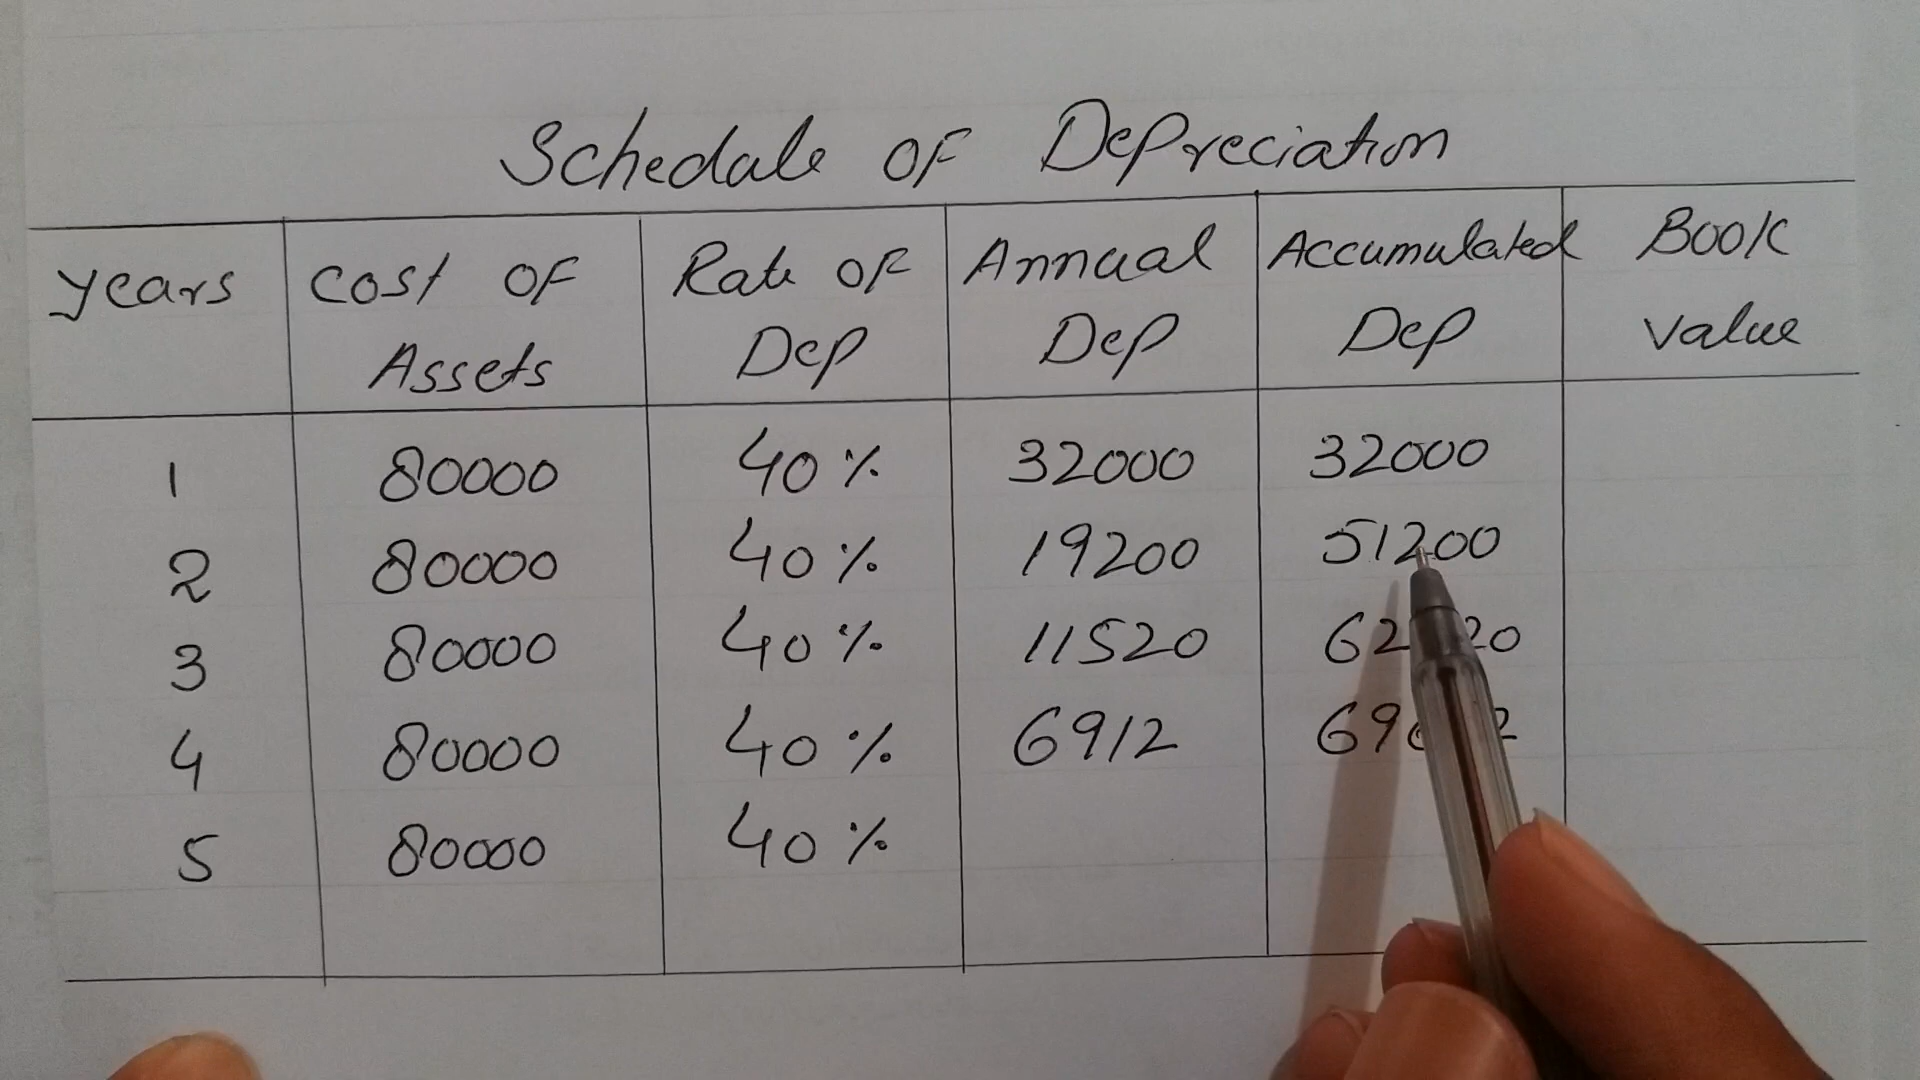 Schedule OF Depreciation
Years Cost OF Assets Rate OF Dep Annual Dep Accumulated Dep Book Value
1 80000 40% 32000 32000
2 80000 40% 19200 51200
3 80000 40% 11520
4 80000 40% 6912
5 80000 40%